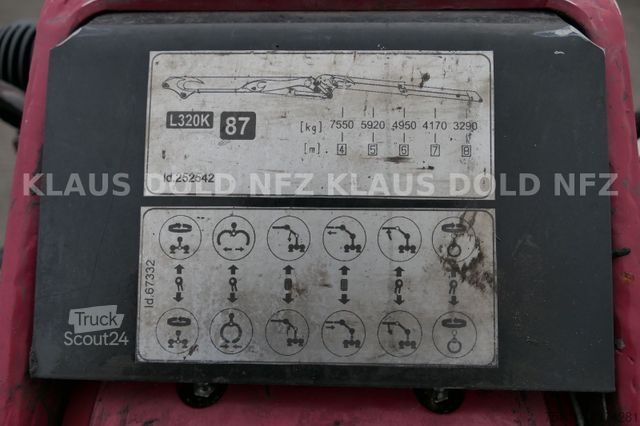 L320K 87
[kg] 7550 5920 4950 4170 3290
[m] 4 5 6 7 8
Id.252542
KLAUS DOLD NFZ KLAUS DOLD NFZ
Id.67332
Truck
Scout24